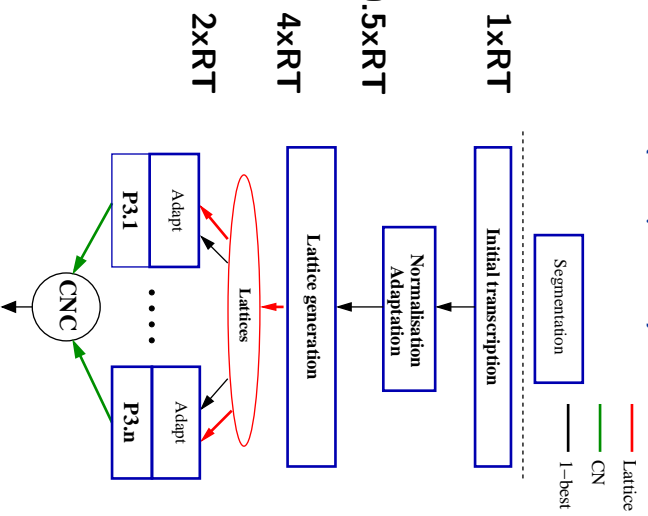 Segmentation
Lattice
CN
1-best
1xRT
Initial transcription
.5xRT
Normalisation
Adaptation
4xRT
Lattice generation
Lattices
2xRT
Adapt
Adapt
P3.1
P3.n
CNC